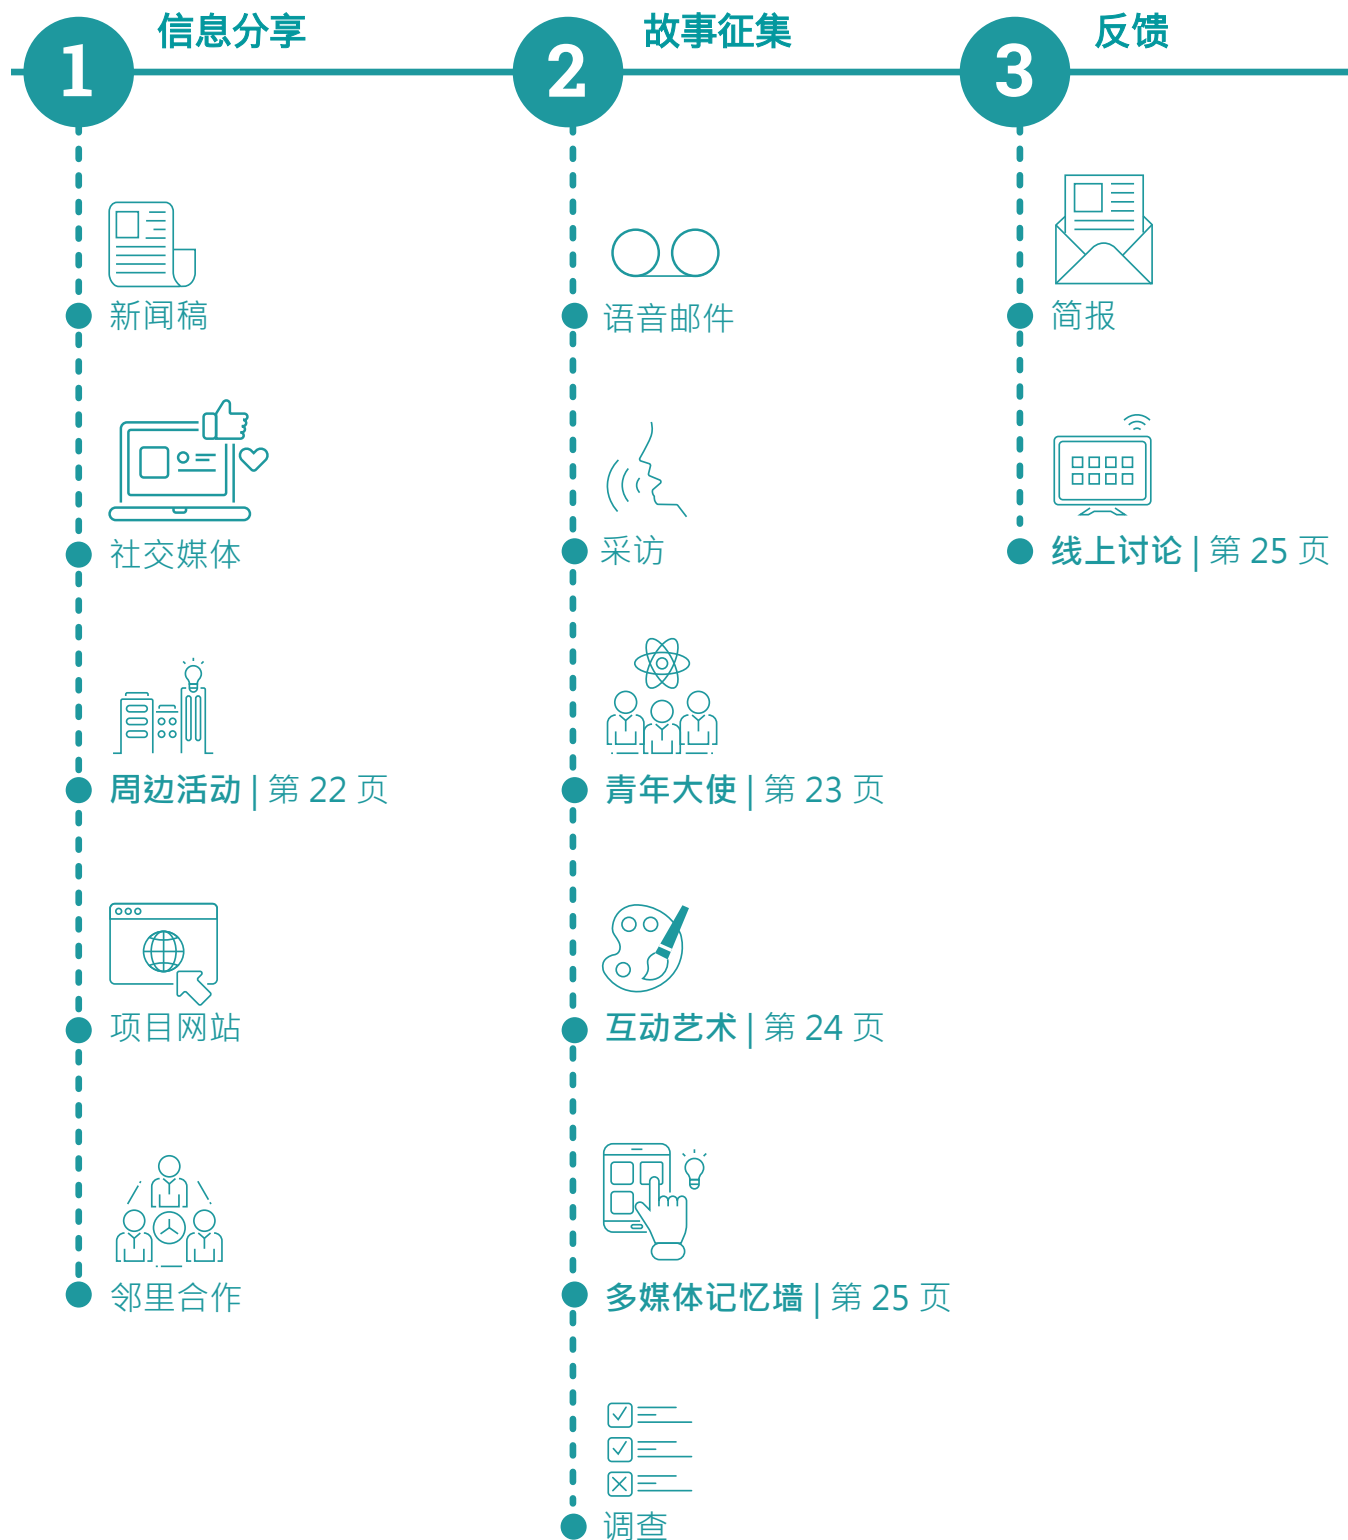 1
信息分享
新闻稿
社交媒体
周边活动 | 第 22 页
项目网站
邻里合作
2
故事征集
语音邮件
采访
青年大使 | 第 23 页
互动艺术 | 第 24 页
多媒体记忆墙 | 第 25 页
调查
3
反馈
简报
线上讨论 | 第 25 页